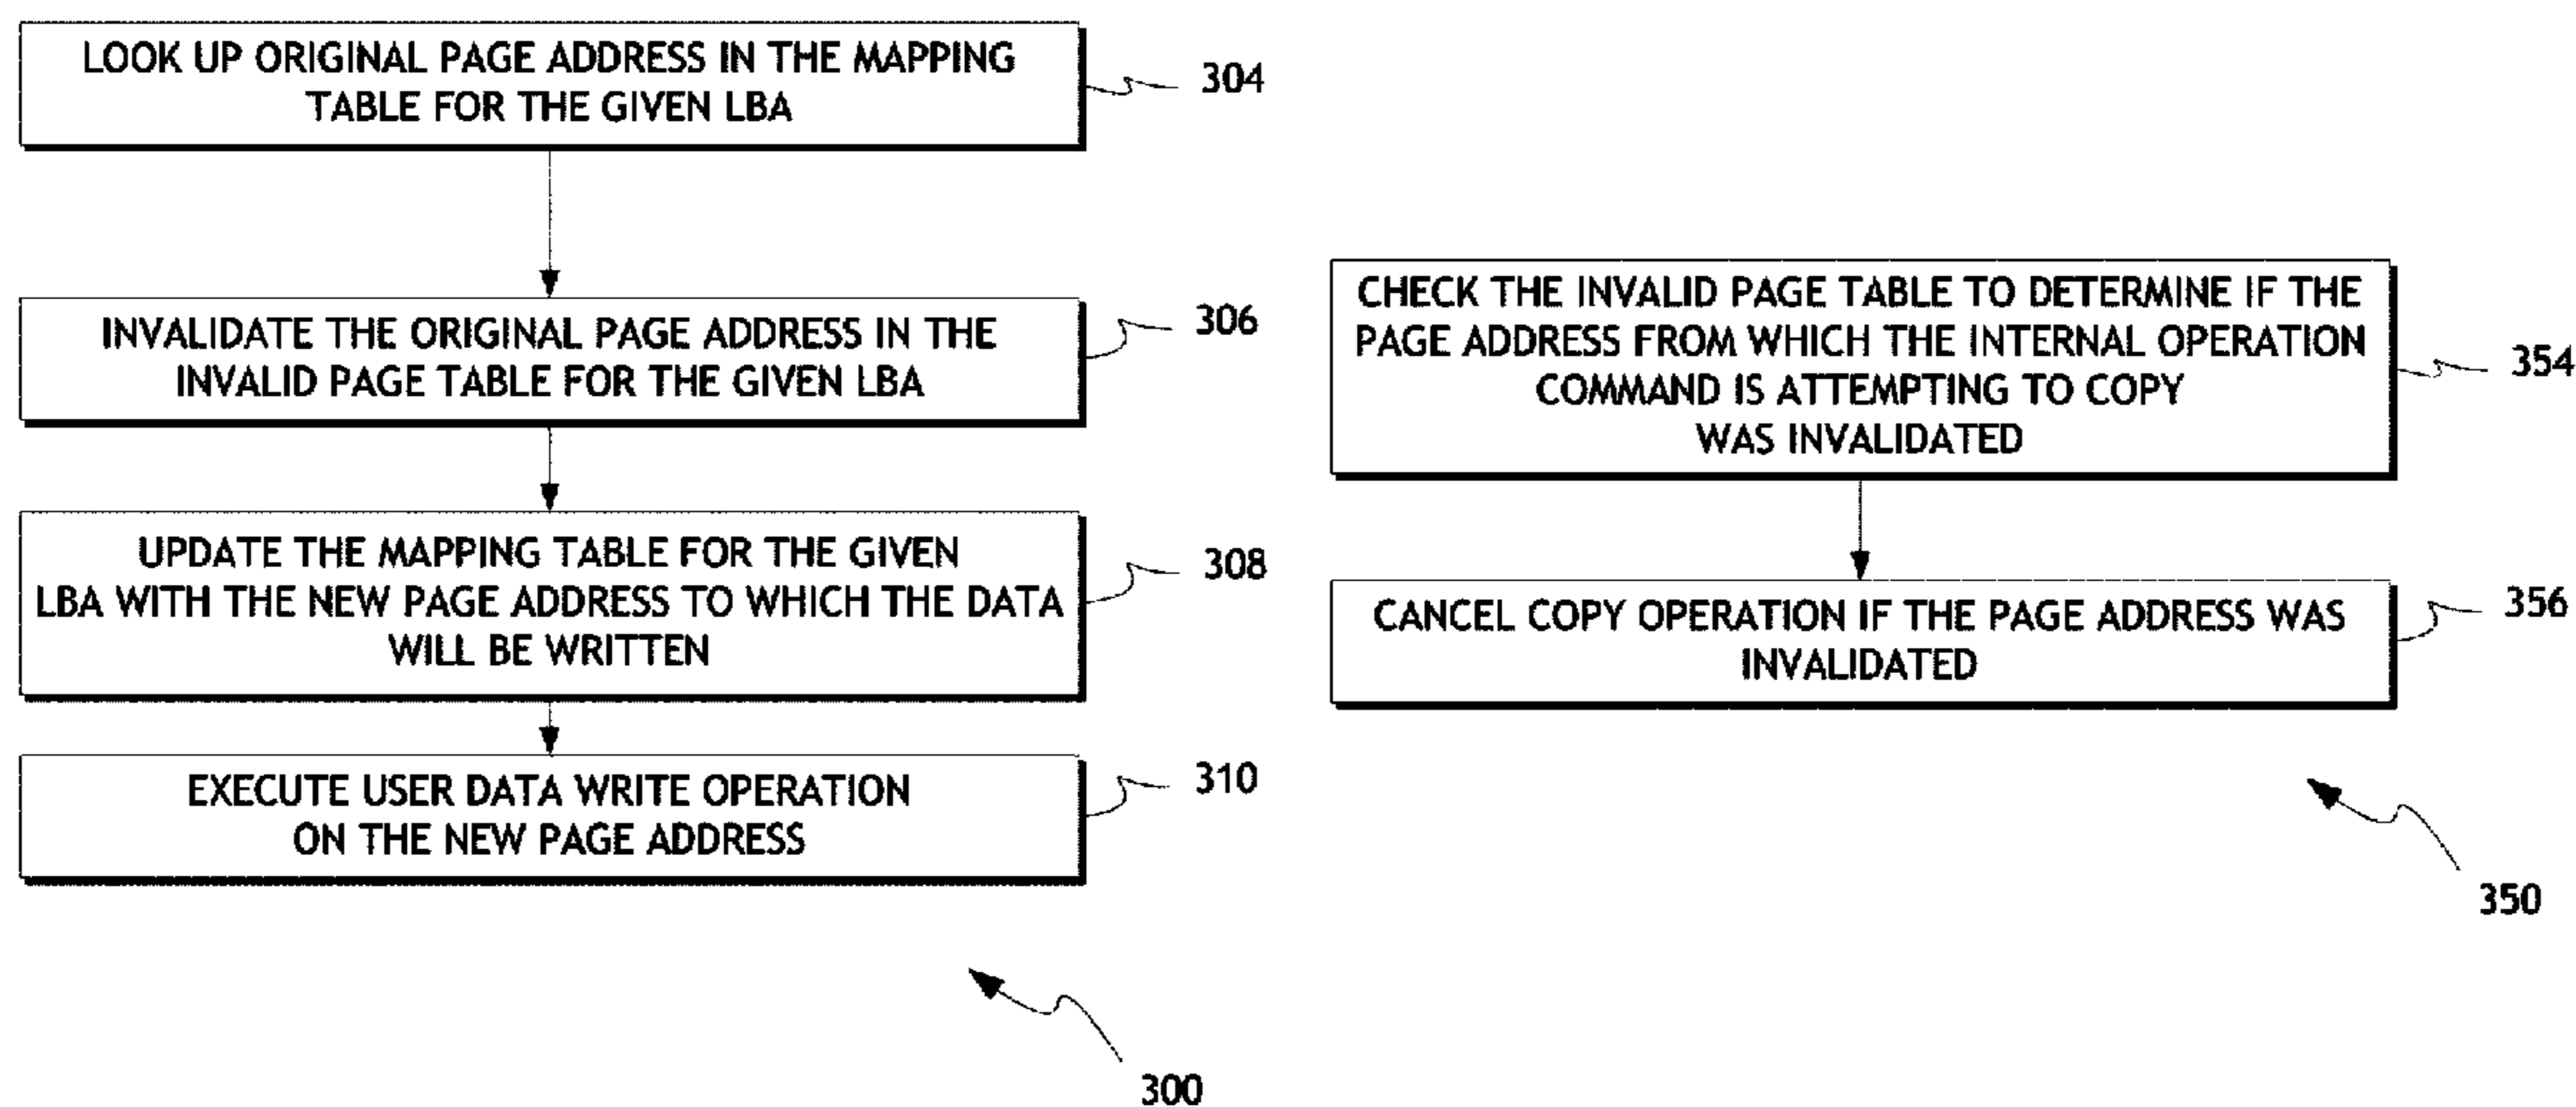 LOOK UP ORIGINAL PAGE ADDRESS IN THE MAPPING
TABLE FOR THE GIVEN LBA
304
INVALIDATE THE ORIGINAL PAGE ADDRESS IN THE
INVALID PAGE TABLE FOR THE GIVEN LBA
306
UPDATE THE MAPPING TABLE FOR THE GIVEN
LBA WITH THE NEW PAGE ADDRESS TO WHICH THE DATA
WILL BE WRITTEN
308
EXECUTE USER DATA WRITE OPERATION
ON THE NEW PAGE ADDRESS
310
300
CHECK THE INVALID PAGE TABLE TO DETERMINE IF THE
PAGE ADDRESS FROM WHICH THE INTERNAL OPERATION
COMMAND IS ATTEMPTING TO COPY
WAS INVALIDATED
354
CANCEL COPY OPERATION IF THE PAGE ADDRESS WAS
INVALIDATED
356
350